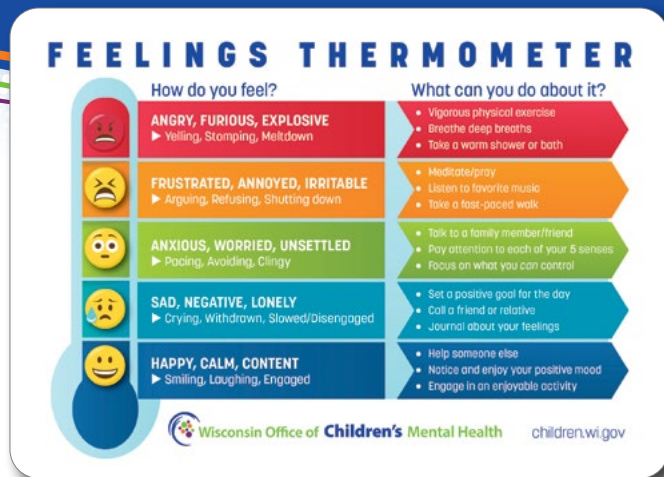 FEELINGS THERMOMETER
How do you feel?
What can you do about it?
ANGRY, FURIOUS, EXPLOSIVE
▶ Yelling, Stomping, Meltdown
• Vigorous physical exercise
• Breathe deep breaths
• Take a warm shower or bath
FRUSTRATED, ANNOYED, IRRITABLE
▶ Arguing, Refusing, Shutting down
• Meditate/pray
• Listen to favorite music
• Take a fast-paced walk
ANXIOUS, WORRIED, UNSETTLED
▶ Pacing, Avoiding, Clingy
• Talk to a family member/friend
• Pay attention to each of your 5 senses
• Focus on what you can control
SAD, NEGATIVE, LONELY
▶ Crying, Withdrawn, Slowed/Disengaged
• Set a positive goal for the day
• Call a friend or relative
• Journal about your feelings
HAPPY, CALM, CONTENT
▶ Smiling, Laughing, Engaged
• Help someone else
• Notice and enjoy your positive mood
• Engage in an enjoyable activity
Wisconsin Office of Children's Mental Health
children.wi.gov